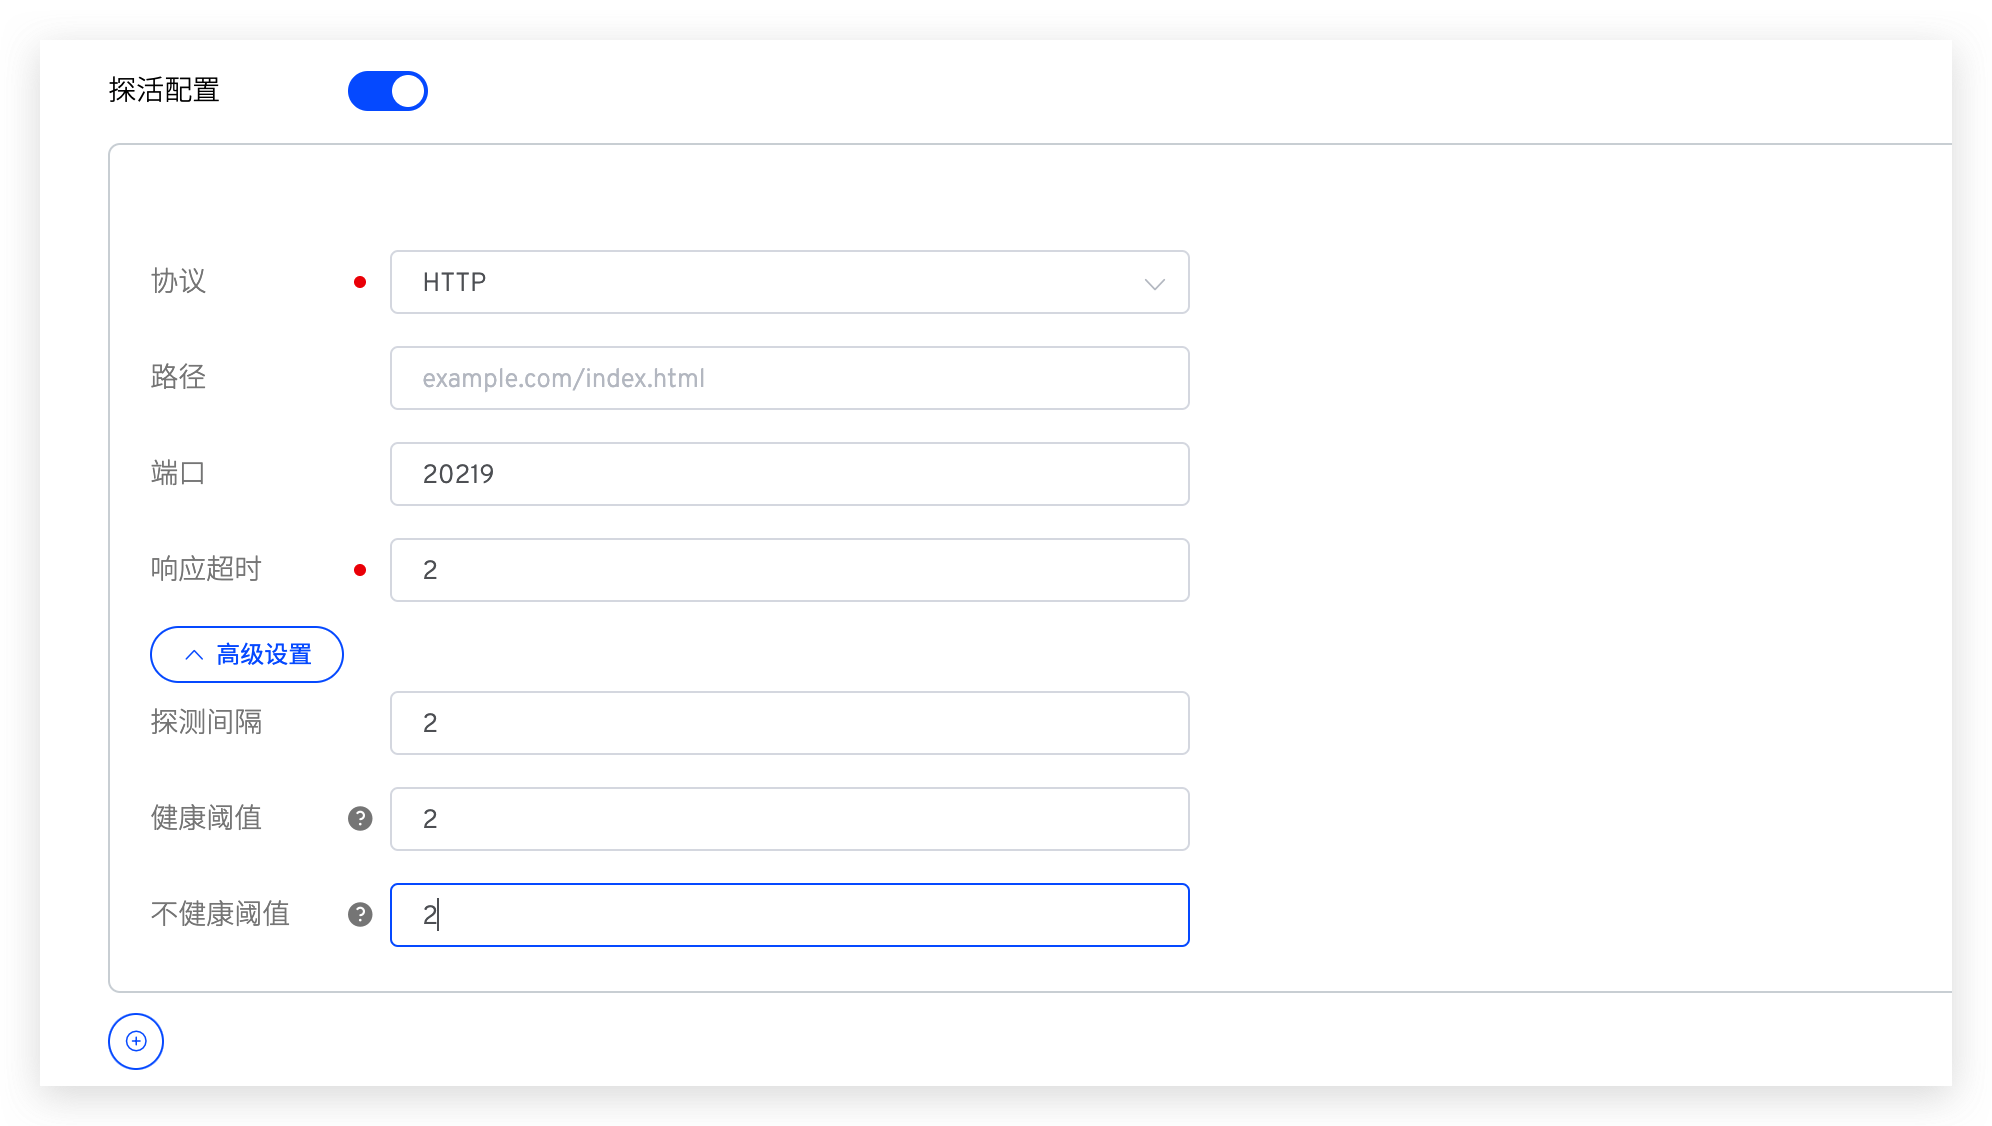 探活配置
协议 HTTP
路径 example.com/index.html
端口 20219
响应超时 2
高级设置
探测间隔 2
健康阈值 ? 2
不健康阈值 ? 2